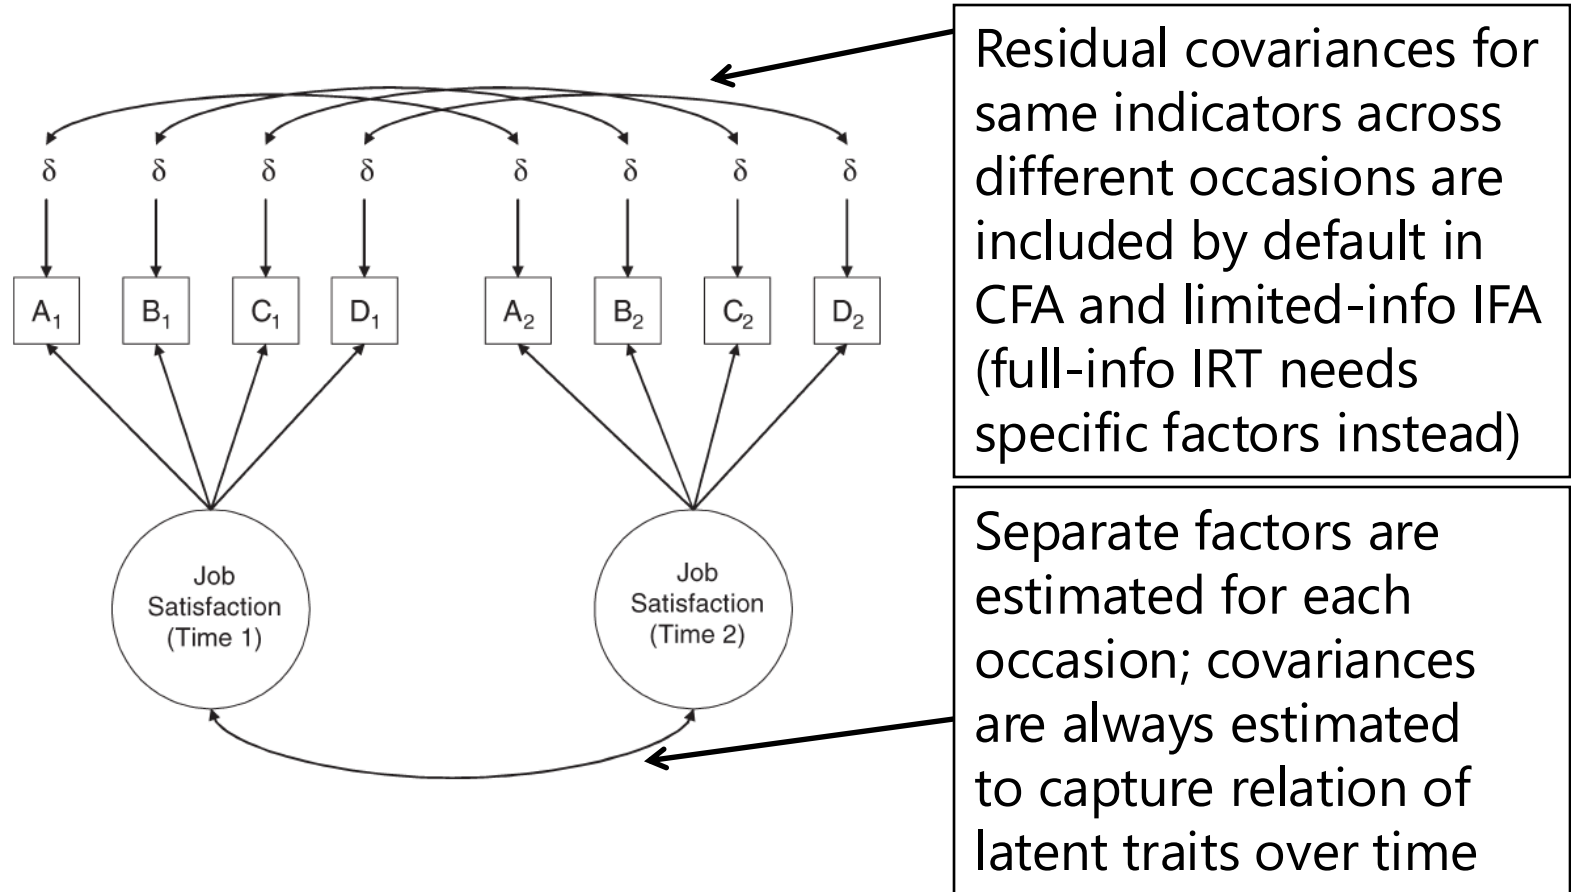 δ δ δ δ δ δ δ δ
A₁ B₁ C₁ D₁ A₂ B₂ C₂ D₂
Job
Satisfaction
(Time 1)
Job
Satisfaction
(Time 2)
Residual covariances for
same indicators across
different occasions are
included by default in
CFA and limited-info IFA
(full-info IRT needs
specific factors instead)
Separate factors are
estimated for each
occasion; covariances
are always estimated
to capture relation of
latent traits over time